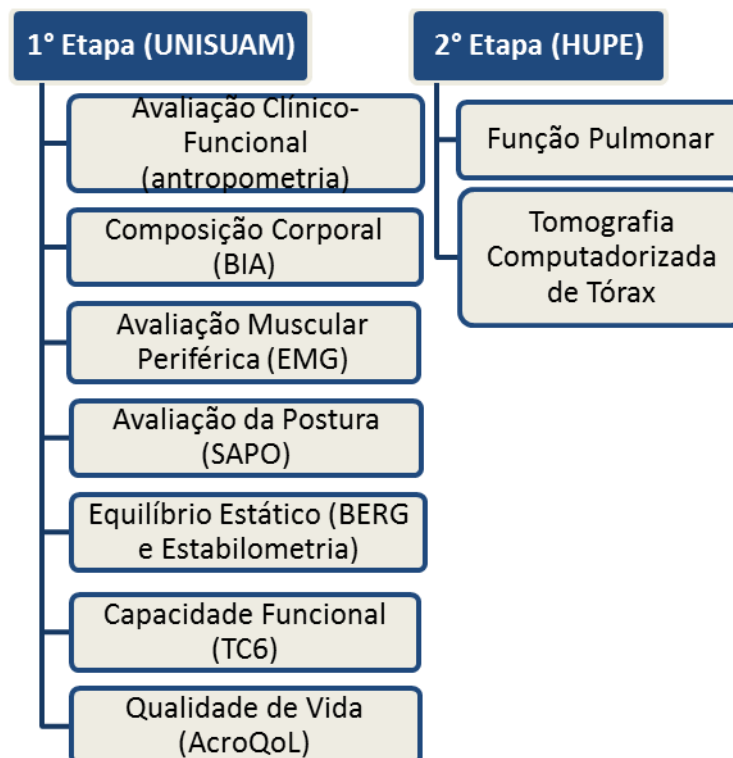 1° Etapa (UNISUAM)
Avaliação Clínico-
Funcional
(antropometria)
Composição Corporal
(BIA)
Avaliação Muscular
Periférica (EMG)
Avaliação da Postura
(SAPO)
Equilíbrio Estático (BERG
e Estabilometria)
Capacidade Funcional
(TC6)
Qualidade de Vida
(AcroQoL)
2° Etapa (HUPE)
Função Pulmonar
Tomografia
Computadorizada
de Tórax